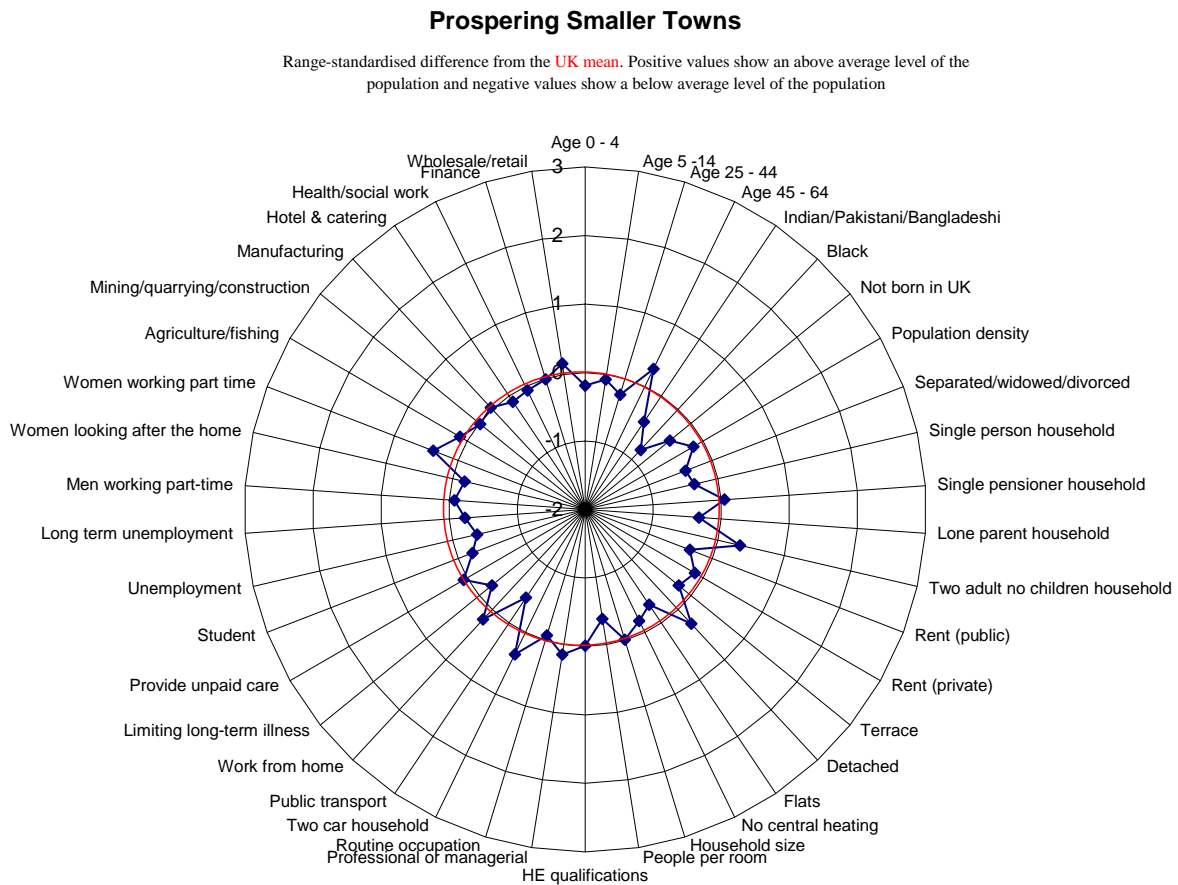 Prospering Smaller Towns
Range-standardised difference from the UK mean. Positive values show an above average level of the
population and negative values show a below average level of the population
Age 0 - 4
Age 5 -14
Age 25 - 44
Age 45 - 64
Indian/Pakistani/Bangladeshi
Black
Not born in UK
Population density
Separated/widowed/divorced
Single person household
Single pensioner household
Lone parent household
Two adult no children household
Rent (public)
Rent (private)
Terrace
Detached
Flats
No central heating
Household size
People per room
HE qualifications
Professional or managerial
Routine occupation
Two car household
Public transport
Work from home
Limiting long-term illness
Provide unpaid care
Student
Unemployment
Long term unemployment
Men working part-time
Women looking after the home
Women working part time
Agriculture/fishing
Mining/quarrying/construction
Manufacturing
Hotel & catering
Health/social work
Finance
Wholesale/retail
3
2
1
0
-1
-2